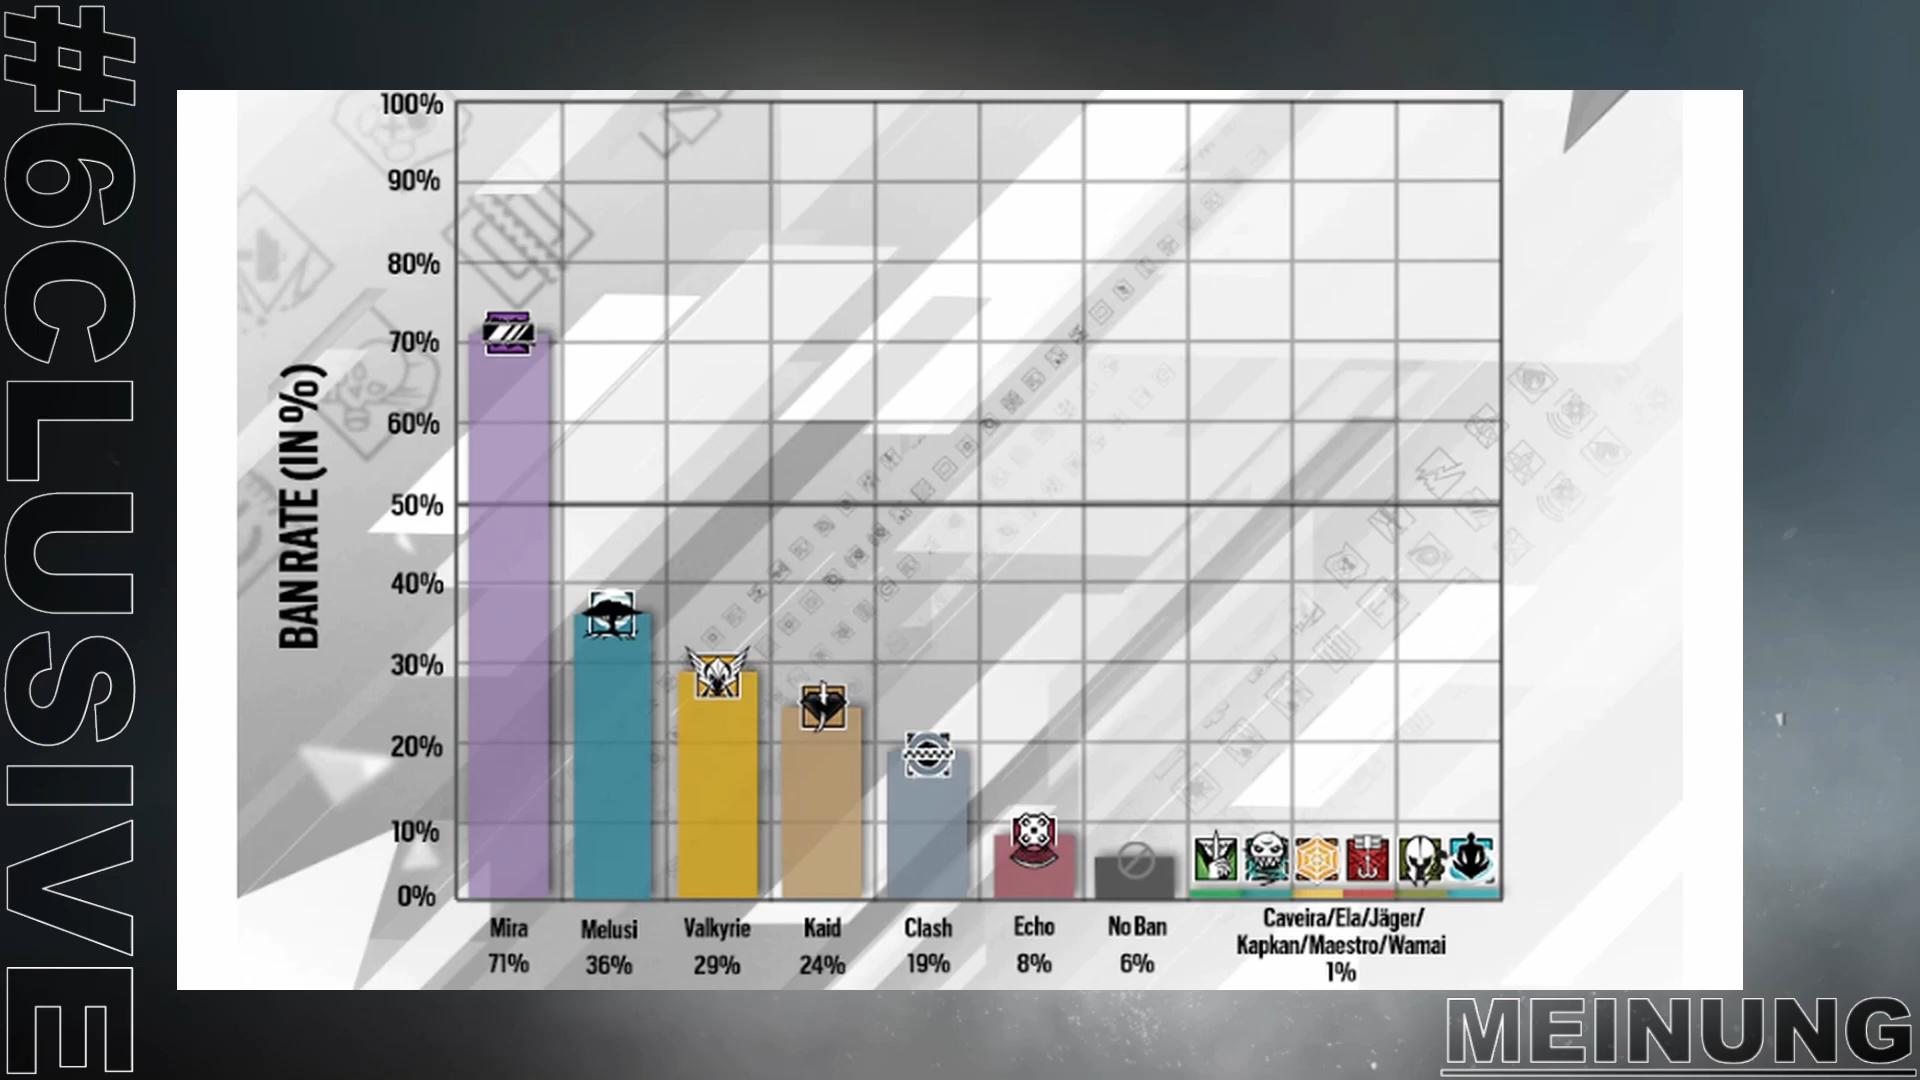 #6CLUSIVE
100%
90%
80%
70%
60%
50%
40%
30%
20%
10%
0%
BAN RATE (IN %)
Mira
71%
Melusi
36%
Valkyrie
29%
Kaid
24%
Clash
19%
Echo
8%
No Ban
6%
Caveira/Ela/Jäger/
Kapkan/Maestro/Wamai
1%
MEINUNG